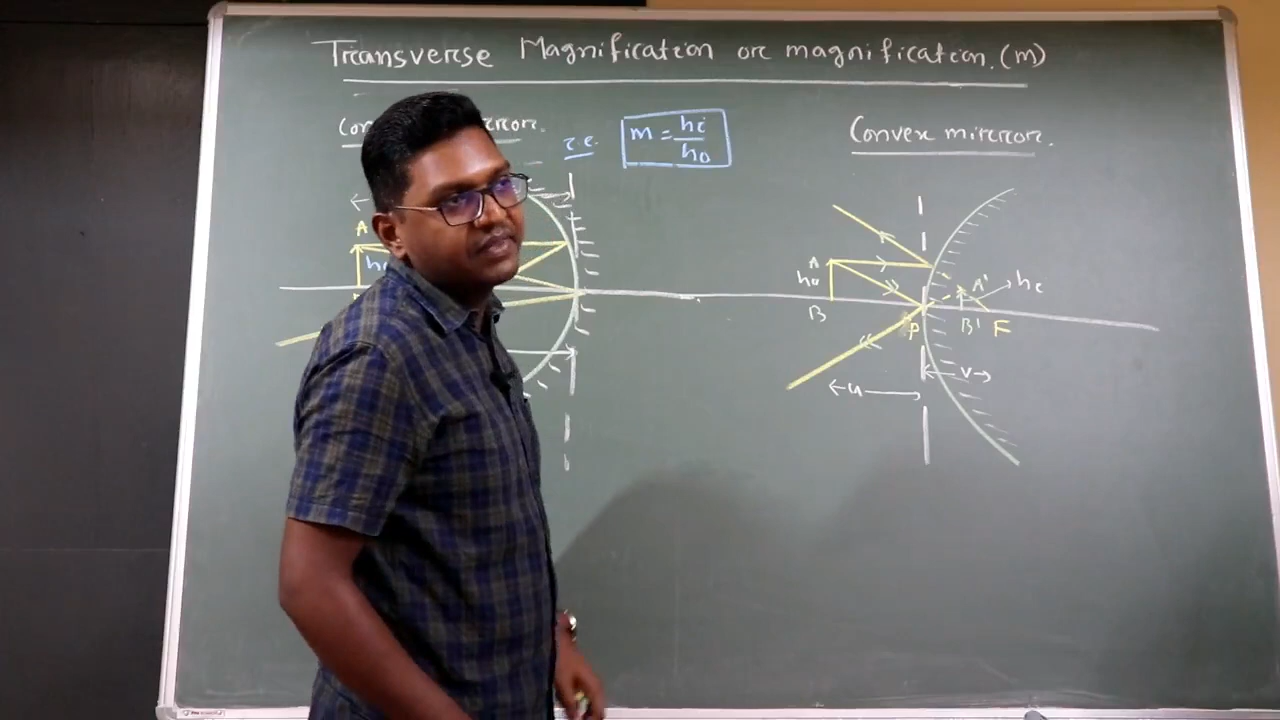 Transverse Magnification or magnification. (m)
i.e. m = hi/ho
Convex mirror.
A
h
A
ho
B
P
A'
hi
B'
F
u
v